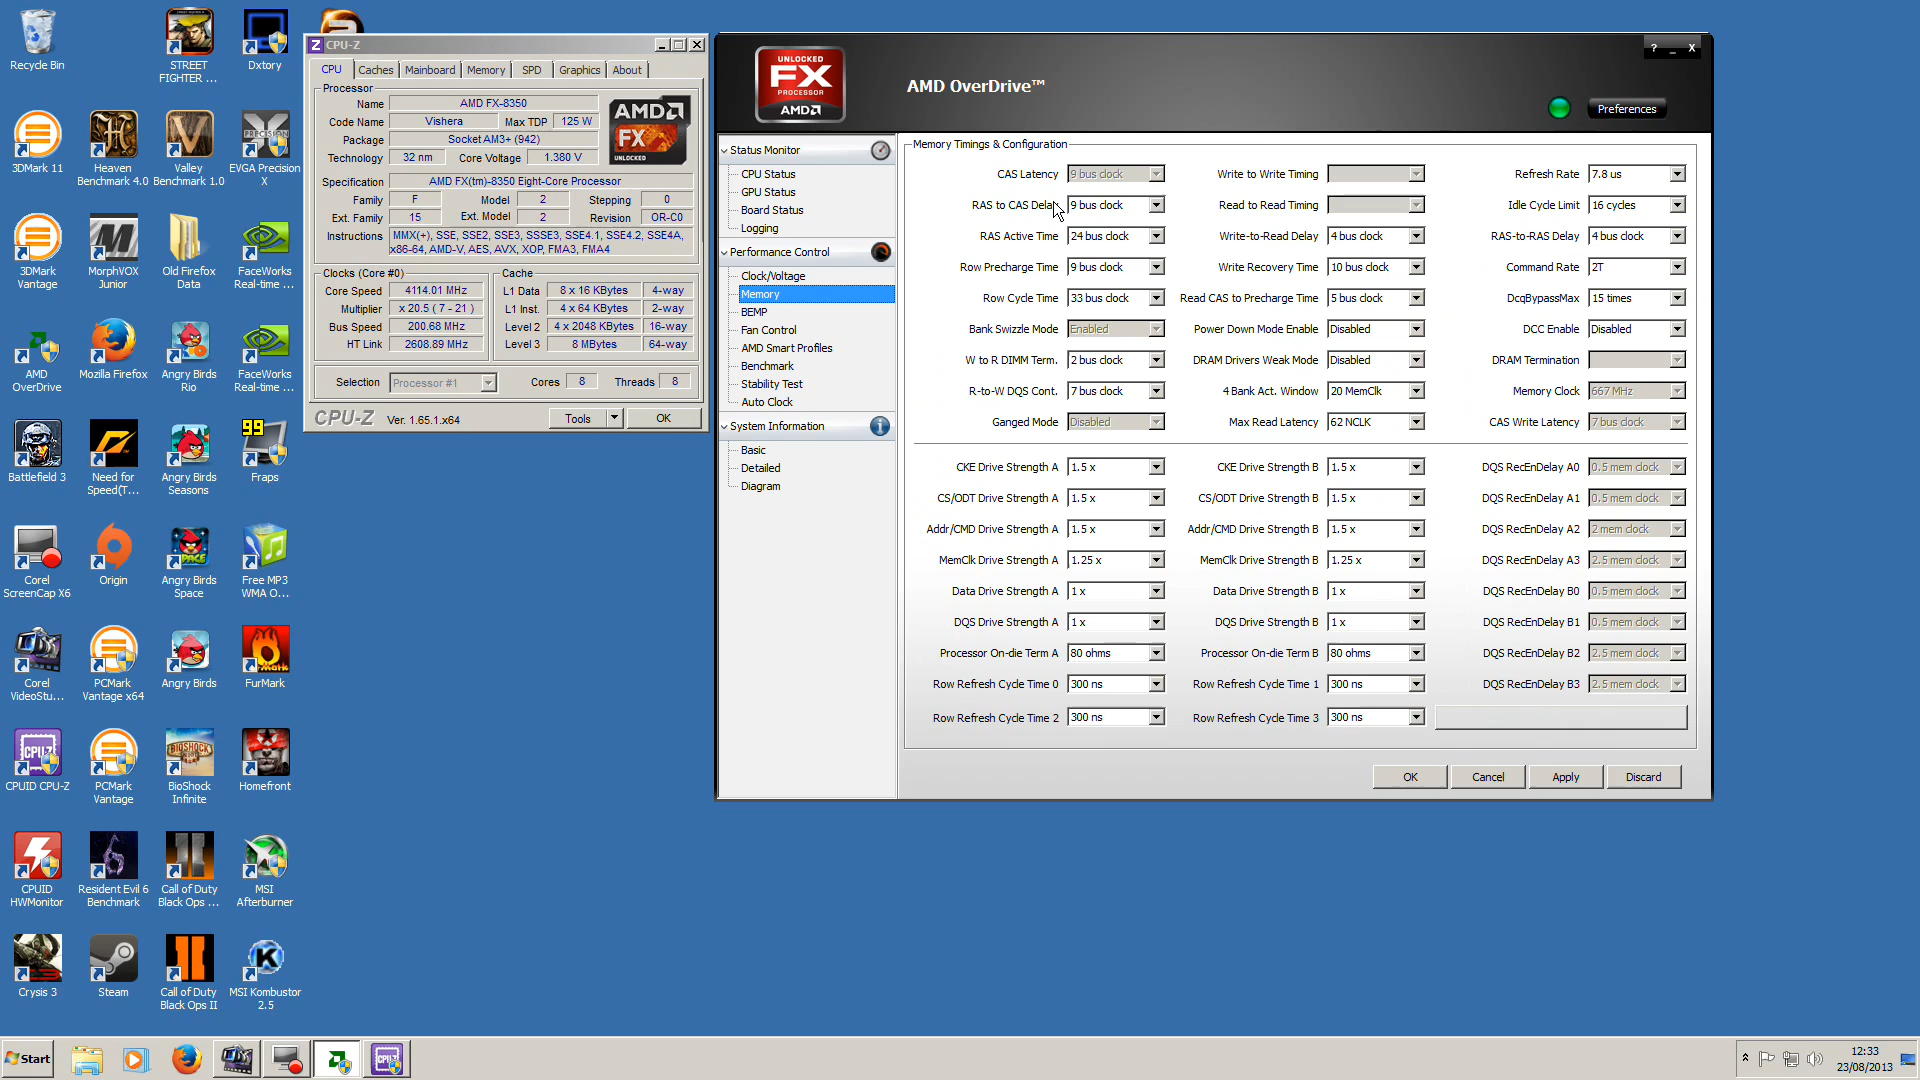 Recycle Bin
STREET
FIGHTER ...
Dxtory
3DMark 11
Heaven
Benchmark 4.0
Valley
Benchmark 1.0
EVGA Precision
X
3DMark
Vantage
MorphVOX
Junior
Old Firefox
Data
FaceWorks
Real-time ...
AMD
OverDrive
Mozilla Firefox
Angry Birds
Rio
FaceWorks
Real-time ...
Battlefield 3
Need for
Speed(T...
Angry Birds
Seasons
99
Fraps
Corel
ScreenCap X6
Origin
Angry Birds
Space
Free MP3
WMA O...
Corel
VideoStu...
PCMark
Vantage x64
Angry Birds
FurMark
CPUID CPU-Z
PCMark
Vantage
BioShock
Infinite
Homefront
CPUID
HWMonitor
Resident Evil 6
Benchmark
Call of Duty
Black Ops ...
MSI
Afterburner
Crysis 3
Steam
Call of Duty
Black Ops II
MSI Kombustor
2.5
CPU-Z
CPU Caches Mainboard Memory SPD Graphics About
Processor
Name AMD FX-8350
Code Name Vishera Max TDP 125 W
Package Socket AM3+ (942)
Technology 32 nm Core Voltage 1.380 V
AMD
FX
UNLOCKED
Specification AMD FX(tm)-8350 Eight-Core Processor
Family F Model 2 Stepping 0
Ext. Family 15 Ext. Model 2 Revision OR-C0
Instructions MMX(+), SSE, SSE2, SSE3, SSSE3, SSE4.1, SSE4.2, SSE4A,
x86-64, AMD-V, AES, AVX, XOP, FMA3, FMA4
Clocks (Core #0)
Core Speed 4114.01 MHz
Multiplier x 20.5 ( 7 - 21 )
Bus Speed 200.68 MHz
HT Link 2608.89 MHz
Cache
L1 Data 8 x 16 KBytes 4-way
L1 Inst. 4 x 64 KBytes 2-way
Level 2 4 x 2048 KBytes 16-way
Level 3 8 MBytes 64-way
Selection Processor #1 Cores 8 Threads 8
CPU-Z Ver. 1.65.1.x64 Tools OK
UNLOCKED
FX
PROCESSOR
AMD
AMD OverDrive™
? _ X
Preferences
Status Monitor
CPU Status
GPU Status
Board Status
Logging
Performance Control
Clock/Voltage
Memory
BEMP
Fan Control
AMD Smart Profiles
Benchmark
Stability Test
Auto Clock
System Information
Basic
Detailed
Diagram
Memory Timings & Configuration
CAS Latency 9 bus clock Write to Write Timing Refresh Rate 7.8 us
RAS to CAS Delay 9 bus clock Read to Read Timing Idle Cycle Limit 16 cycles
RAS Active Time 24 bus clock Write-to-Read Delay 4 bus clock RAS-to-RAS Delay 4 bus clock
Row Precharge Time 9 bus clock Write Recovery Time 10 bus clock Command Rate 2T
Row Cycle Time 33 bus clock Read CAS to Precharge Time 5 bus clock DcqBypassMax 15 times
Bank Swizzle Mode Enabled Power Down Mode Enable Disabled DCC Enable Disabled
W to R DIMM Term. 2 bus clock DRAM Drivers Weak Mode Disabled DRAM Termination
R-to-W DQS Cont. 7 bus clock 4 Bank Act. Window 20 MemClk Memory Clock 667 MHz
Ganged Mode Disabled Max Read Latency 62 NCLK CAS Write Latency 7 bus clock
CKE Drive Strength A 1.5 x CKE Drive Strength B 1.5 x DQS RecEnDelay A0 0.5 mem clock
CS/ODT Drive Strength A 1.5 x CS/ODT Drive Strength B 1.5 x DQS RecEnDelay A1 0.5 mem clock
Addr/CMD Drive Strength A 1.5 x Addr/CMD Drive Strength B 1.5 x DQS RecEnDelay A2 2 mem clock
MemClk Drive Strength A 1.25 x MemClk Drive Strength B 1.25 x DQS RecEnDelay A3 2.5 mem clock
Data Drive Strength A 1 x Data Drive Strength B 1 x DQS RecEnDelay B0 0.5 mem clock
DQS Drive Strength A 1 x DQS Drive Strength B 1 x DQS RecEnDelay B1 0.5 mem clock
Processor On-die Term A 80 ohms Processor On-die Term B 80 ohms DQS RecEnDelay B2 2.5 mem clock
Row Refresh Cycle Time 0 300 ns Row Refresh Cycle Time 1 300 ns DQS RecEnDelay B3 2.5 mem clock
Row Refresh Cycle Time 2 300 ns Row Refresh Cycle Time 3 300 ns
OK Cancel Apply Discard
Start
12:33
23/08/2013